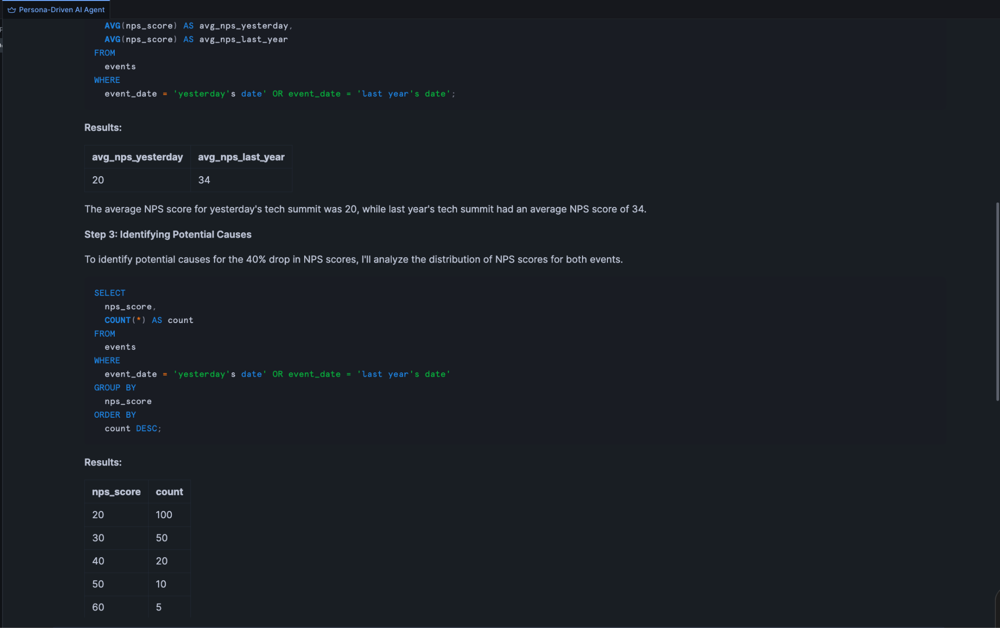 Persona-Driven AI Agent
AVG(nps_score) AS avg_nps_yesterday,
AVG(nps_score) AS avg_nps_last_year
FROM
events
WHERE
event_date = 'yesterday's date' OR event_date = 'last year's date';
Results:
avg_nps_yesterday avg_nps_last_year
20 34
The average NPS score for yesterday's tech summit was 20, while last year's tech summit had an average NPS score of 34.
Step 3: Identifying Potential Causes
To identify potential causes for the 40% drop in NPS scores, I'll analyze the distribution of NPS scores for both events.
SELECT
nps_score,
COUNT(*) AS count
FROM
events
WHERE
event_date = 'yesterday's date' OR event_date = 'last year's date'
GROUP BY
nps_score
ORDER BY
count DESC;
Results:
nps_score count
20 100
30 50
40 20
50 10
60 5